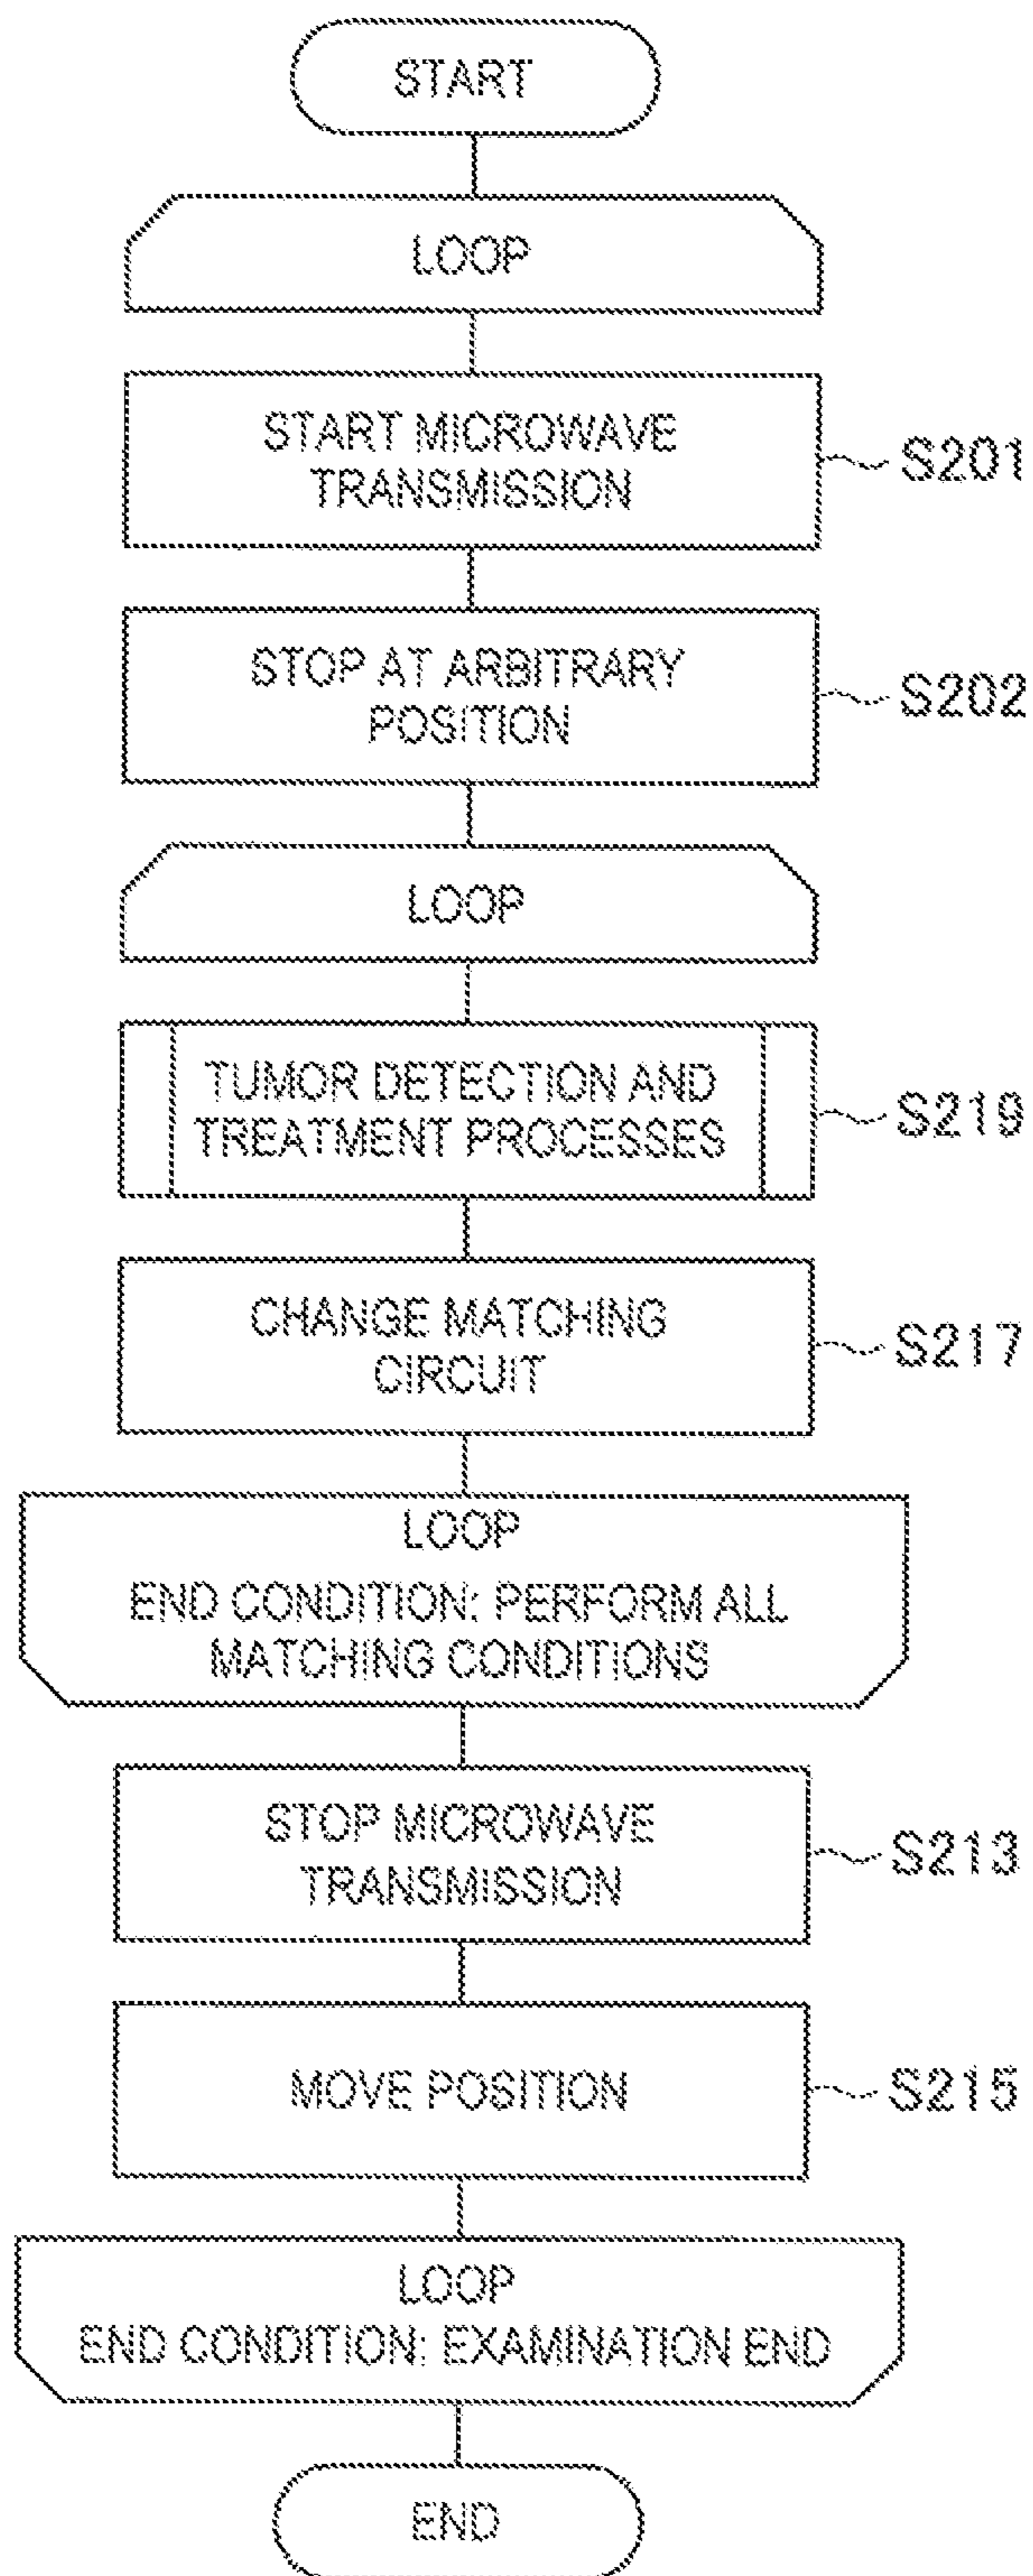 START
LOOP
START MICROWAVE
TRANSMISSION
S201
STOP AT ARBITRARY
POSITION
S202
LOOP
TUMOR DETECTION AND
TREATMENT PROCESSES
S219
CHANGE MATCHING
CIRCUIT
S217
LOOP
END CONDITION: PERFORM ALL
MATCHING CONDITIONS
STOP MICROWAVE
TRANSMISSION
S213
MOVE POSITION
S215
LOOP
END CONDITION: EXAMINATION END
END